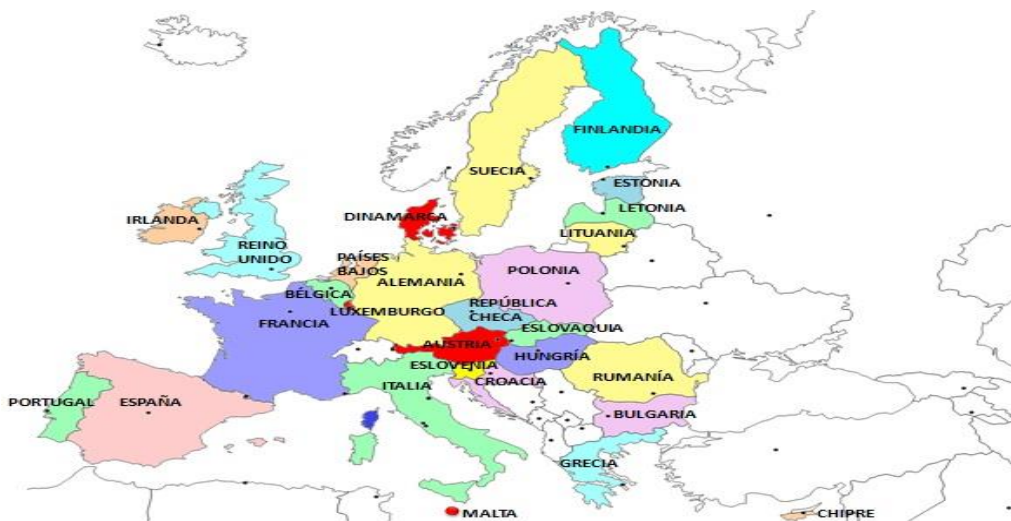 FINLANDIA
SUECIA
ESTONIA
LETONIA
DINAMARCA
IRLANDA
LITUANIA
REINO
UNIDO
PAÍSES
BAJOS
POLONIA
ALEMANIA
BÉLGICA
REPÚBLICA
CHECA
LUXEMBURGO
FRANCIA
ESLOVAQUIA
AUSTRIA
HUNGRÍA
ESLOVENIA
CROACIA
RUMANÍA
ITALIA
PORTUGAL
ESPAÑA
BULGARIA
GRECIA
MALTA
CHIPRE